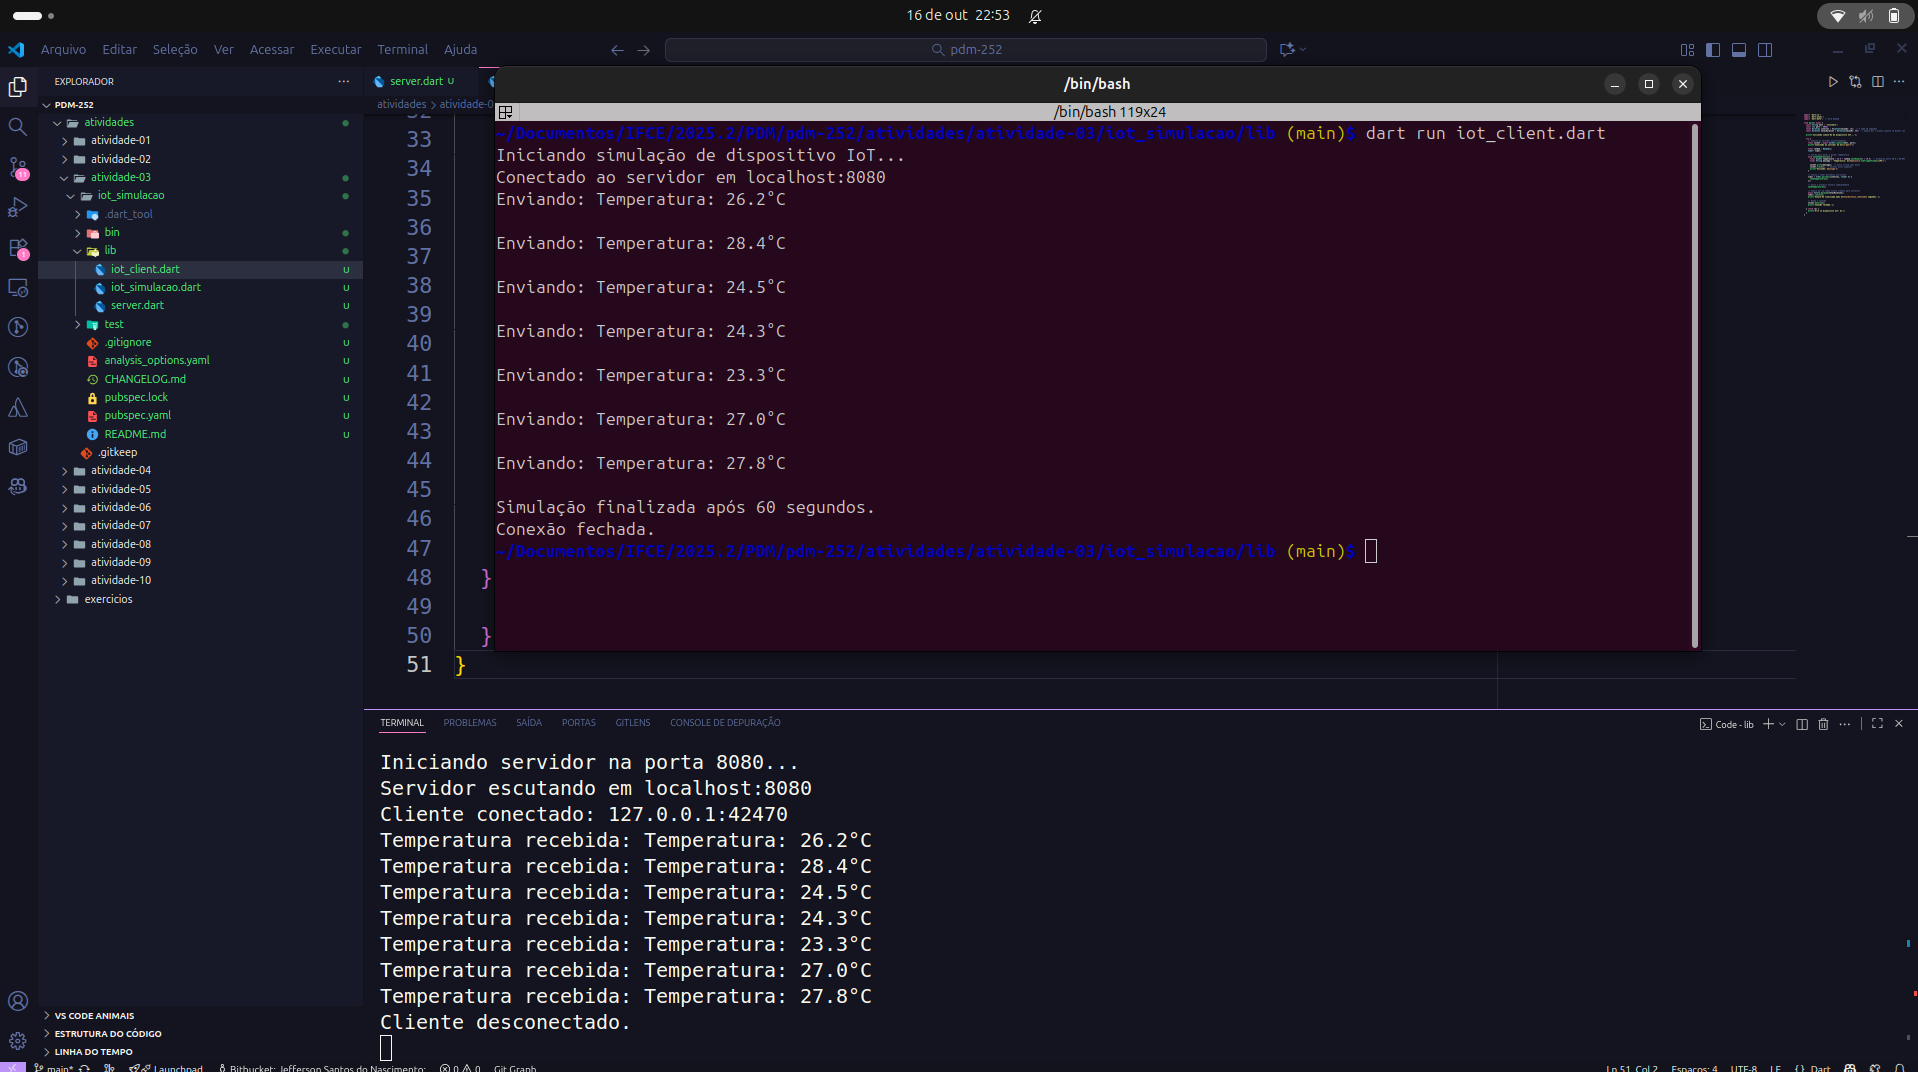 16 de out 22:53
Arquivo Editar Seleção Ver Acessar Executar Terminal Ajuda
pdm-252
EXPLORADOR
PDM-252
atividades
atividade-01
atividade-02
atividade-03
iot_simulacao
.dart_tool
bin
lib
iot_client.dart U
iot_simulacao.dart U
server.dart U
test
.gitignore U
analysis_options.yaml U
CHANGELOG.md U
pubspec.lock U
pubspec.yaml U
README.md U
.gitkeep
atividade-04
atividade-05
atividade-06
atividade-07
atividade-08
atividade-09
atividade-10
exercicios
VS CODE ANIMAIS
ESTRUTURA DO CÓDIGO
LINHA DO TEMPO
11
1
server.dart U
atividades > atividade-0
33
34
35
36
37
38
39
40
41
42
43
44
45
46
47
48 }
49
50 }
51 }
/bin/bash
/bin/bash 119x24
~/Documentos/IFCE/2025.2/PDM/pdm-252/atividades/atividade-03/iot_simulacao/lib (main)$ dart run iot_client.dart
Iniciando simulação de dispositivo IoT...
Conectado ao servidor em localhost:8080
Enviando: Temperatura: 26.2°C
Enviando: Temperatura: 28.4°C
Enviando: Temperatura: 24.5°C
Enviando: Temperatura: 24.3°C
Enviando: Temperatura: 23.3°C
Enviando: Temperatura: 27.0°C
Enviando: Temperatura: 27.8°C
Simulação finalizada após 60 segundos.
Conexão fechada.
~/Documentos/IFCE/2025.2/PDM/pdm-252/atividades/atividade-03/iot_simulacao/lib (main)$
TERMINAL PROBLEMAS SAÍDA PORTAS GITLENS CONSOLE DE DEPURAÇÃO
Code - lib
Iniciando servidor na porta 8080...
Servidor escutando em localhost:8080
Cliente conectado: 127.0.0.1:42470
Temperatura recebida: Temperatura: 26.2°C
Temperatura recebida: Temperatura: 28.4°C
Temperatura recebida: Temperatura: 24.5°C
Temperatura recebida: Temperatura: 24.3°C
Temperatura recebida: Temperatura: 23.3°C
Temperatura recebida: Temperatura: 27.0°C
Temperatura recebida: Temperatura: 27.8°C
Cliente desconectado.
main* Launchpad Bitbucket: Jefferson Santos do Nascimento: 0 0 Git Graph Ln 51, Col 2 Espaços: 4 UTF-8 LF {} Dart